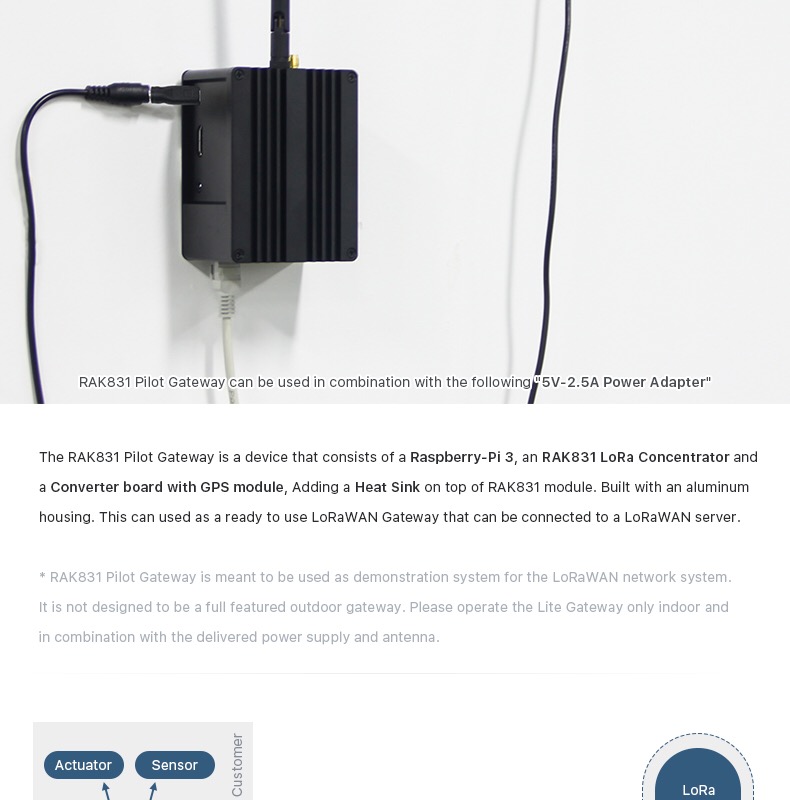 RAK831 Pilot Gateway can be used in combination with the following "5V-2.5A Power Adapter"
The RAK831 Pilot Gateway is a device that consists of a Raspberry-Pi 3, an RAK831 LoRa Concentrator and
a Converter board with GPS module, Adding a Heat Sink on top of RAK831 module. Built with an aluminum
housing. This can used as a ready to use LoRaWAN Gateway that can be connected to a LoRaWAN server.
* RAK831 Pilot Gateway is meant to be used as demonstration system for the LoRaWAN network system.
It is not designed to be a full featured outdoor gateway. Please operate the Lite Gateway only indoor and
in combination with the delivered power supply and antenna.
Actuator
Sensor
Customer
LoRa